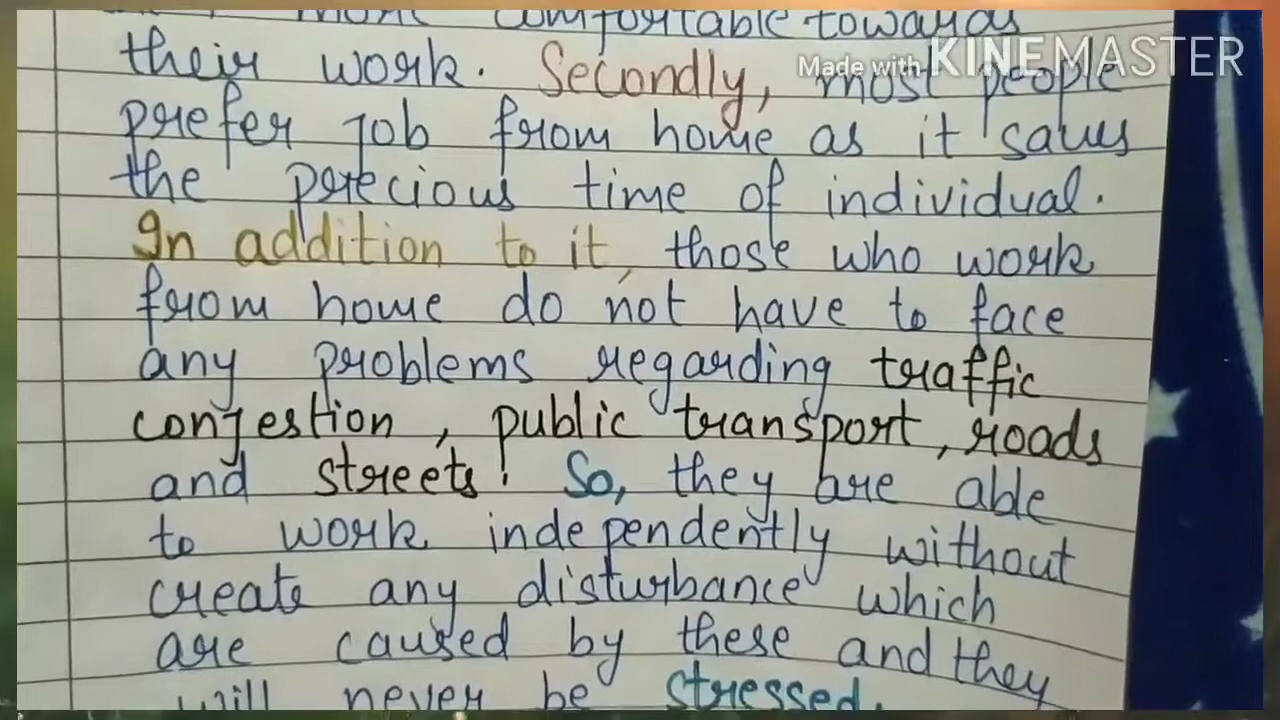 more comfortable towards
their work. Secondly, most people
prefer job from home as it saves
the precious time of individual.
In addition to it, those who work
from home do not have to face
any problems regarding traffic
congestion, public transport, roads
and streets! So, they are able
to work independently without
create any disturbance which
are caused by these and they
will never be stressed.
Made with KINEMASTER